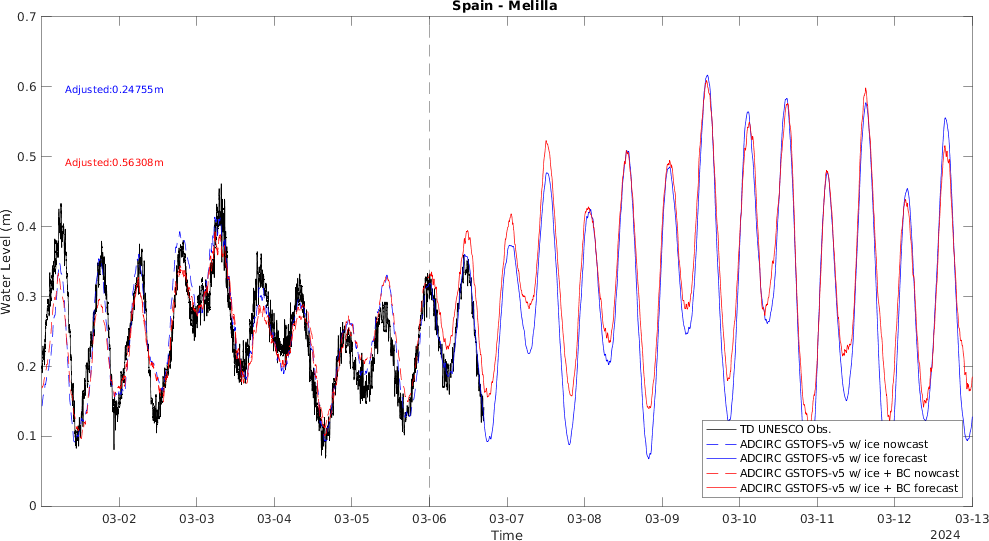 Spain - Melilla
0.7
0.6
0.5
0.4
0.3
0.2
0.1
0
Water Level (m)
Adjusted:0.24755m
Adjusted:0.56308m
TD UNESCO Obs.
ADCIRC GSTOFS-v5 w/ ice nowcast
ADCIRC GSTOFS-v5 w/ ice forecast
ADCIRC GSTOFS-v5 w/ ice + BC nowcast
ADCIRC GSTOFS-v5 w/ ice + BC forecast
03-02 03-03 03-04 03-05 03-06 03-07 03-08 03-09 03-10 03-11 03-12 03-13
Time
2024